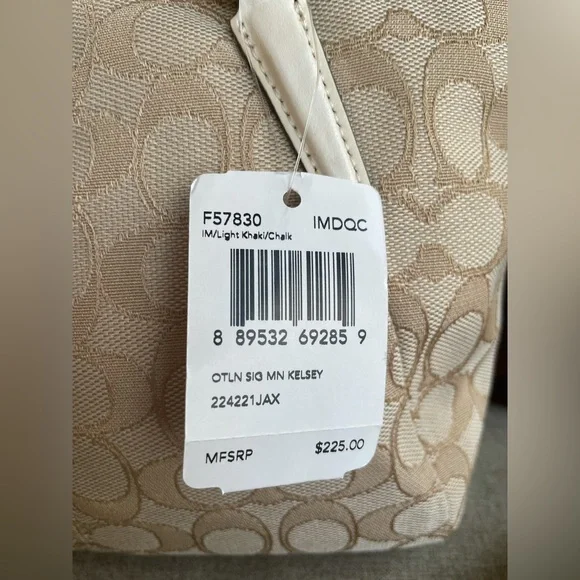 F57830 IMDQC
IM/Light Khaki/Chalk
8 89532 69285 9
OTLN SIG MN KELSEY
224221JAX
MFSRP $225.00